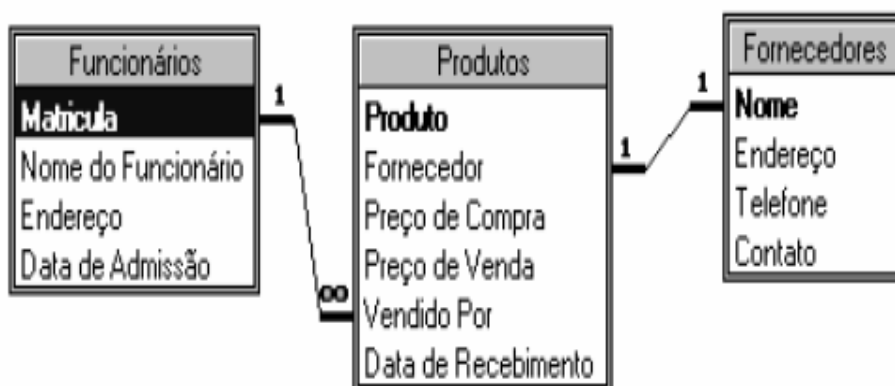 Funcionários
Matricula
Nome do Funcionário
Endereço
Data de Admissão
1
∞
Produtos
Produto
Fornecedor
Preço de Compra
Preço de Venda
Vendido Por
Data de Recebimento
1
1
Fornecedores
Nome
Endereço
Telefone
Contato